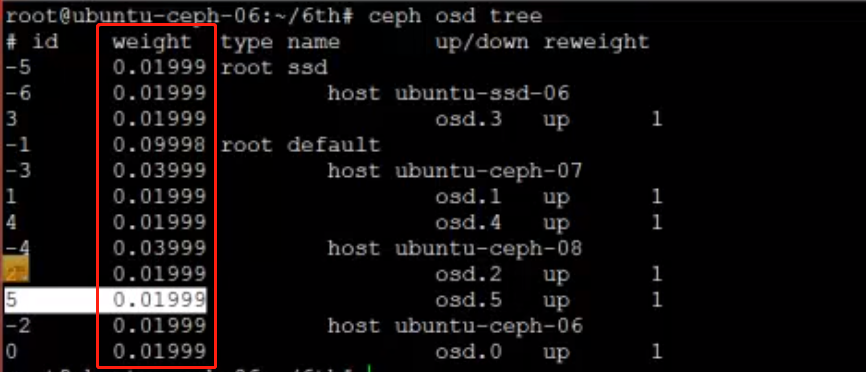 root@ubuntu-ceph-06:~/6th# ceph osd tree
# id weight type name up/down reweight
-5 0.01999 root ssd
-6 0.01999 host ubuntu-ssd-06
3 0.01999 osd.3 up 1
-1 0.09998 root default
-3 0.03999 host ubuntu-ceph-07
1 0.01999 osd.1 up 1
4 0.01999 osd.4 up 1
-4 0.03999 host ubuntu-ceph-08
0.01999 osd.2 up 1
5 0.01999 osd.5 up 1
-2 0.01999 host ubuntu-ceph-06
0 0.01999 osd.0 up 1